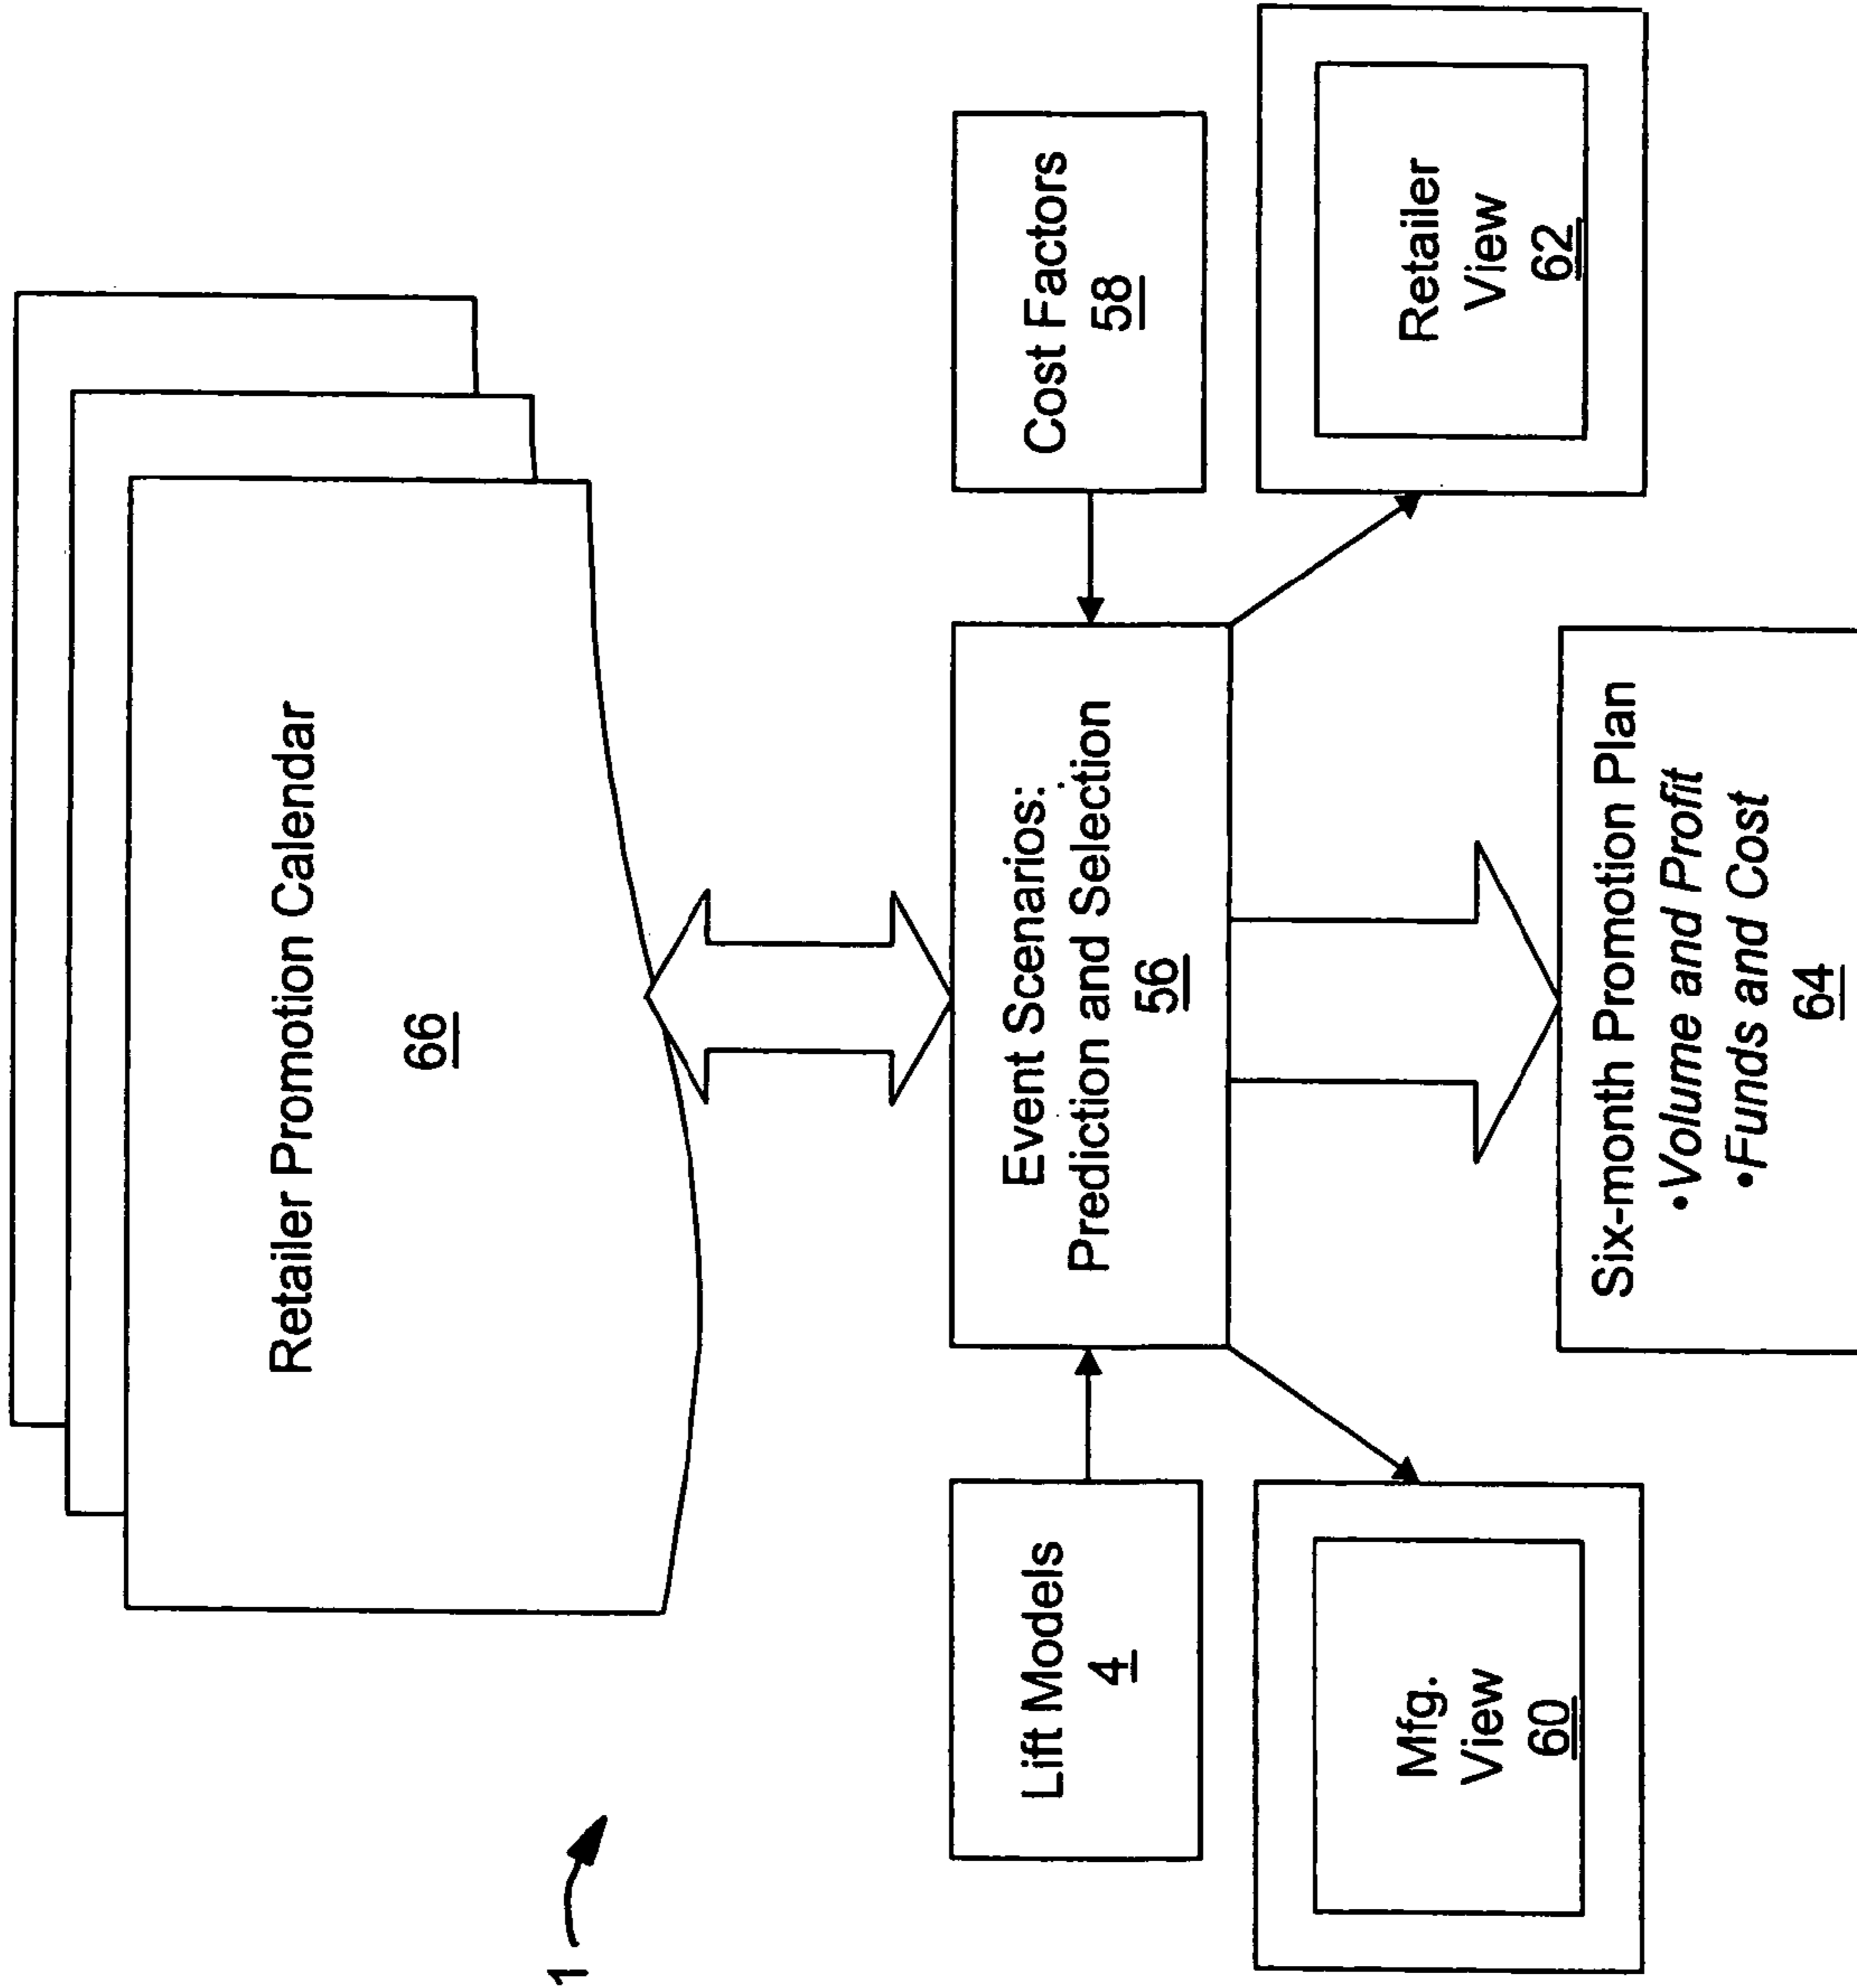 1
Retailer Promotion Calendar
66
Lift Models
4
Event Scenarios:
Prediction and Selection
56
Cost Factors
58
Mfg.
View
60
Retailer
View
62
Six-month Promotion Plan
•Volume and Profit
•Funds and Cost
64